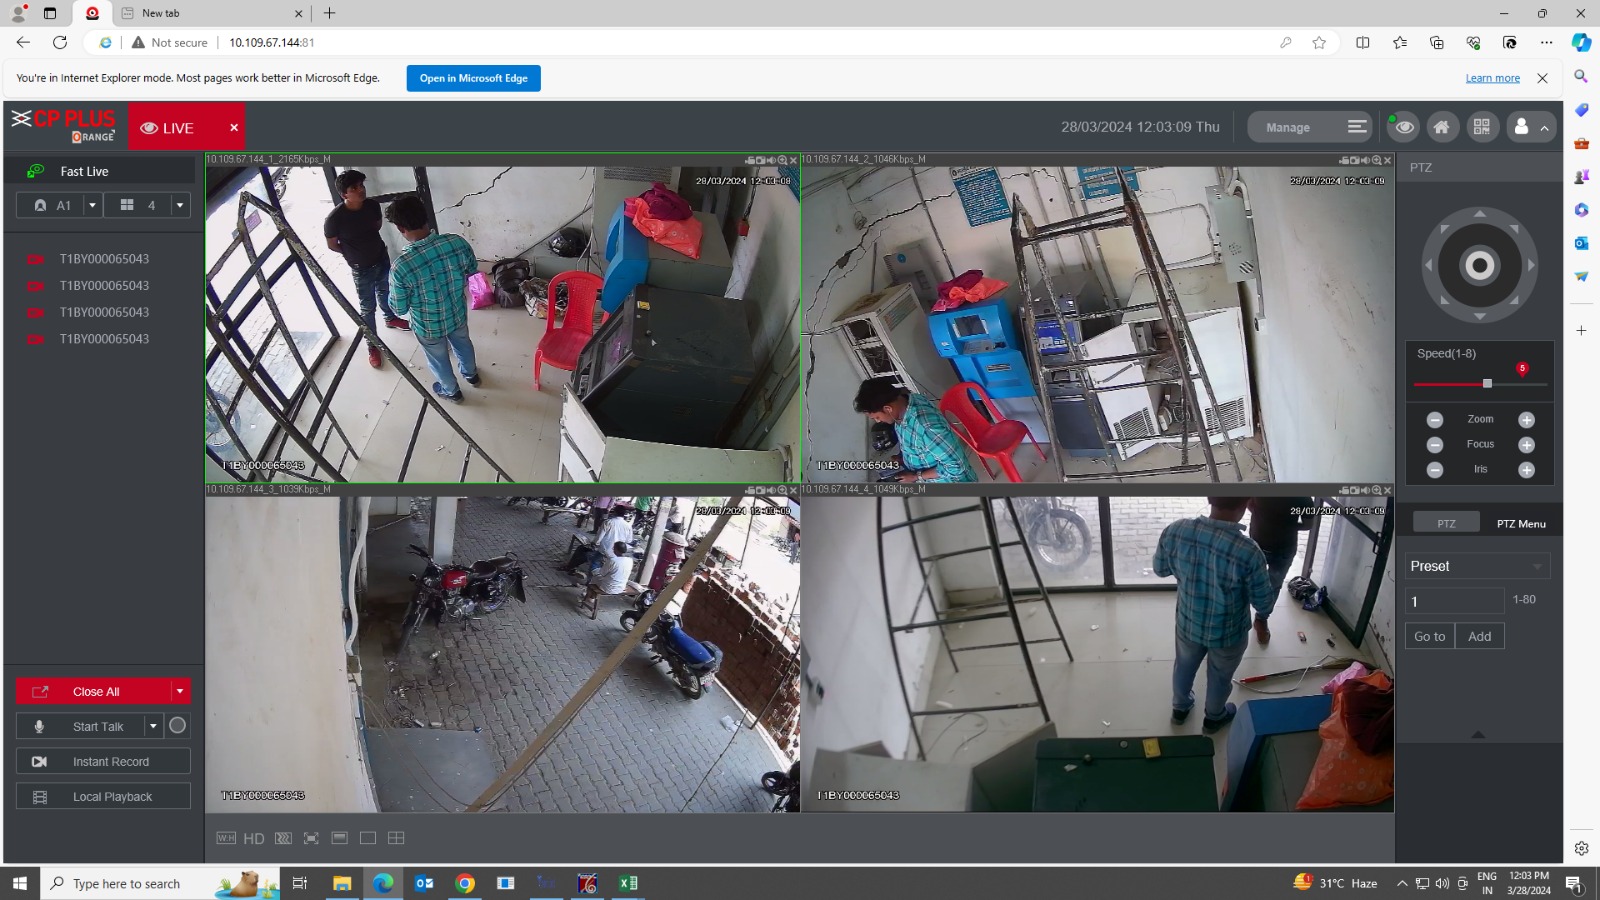 New tab
Not secure
10.109.67.144:81
You're in Internet Explorer mode. Most pages work better in Microsoft Edge.
Open in Microsoft Edge
Learn more
CP PLUS
ORANGE
LIVE
28/03/2024 12:03:09 Thu
Manage
Fast Live
A1
4
T1BY000065043
T1BY000065043
T1BY000065043
T1BY000065043
Close All
Start Talk
Instant Record
Local Playback
10.109.67.144_1_2165Kbps_M
28/03/2024 12:03:08
T1BY000065043
10.109.67.144_2_1046Kbps_M
28/03/2024 12:03:09
T1BY000065043
10.109.67.144_3_1039Kbps_M
28/03/2024 12:03:09
T1BY000065043
10.109.67.144_4_1049Kbps_M
28/03/2024 12:03:09
T1BY000065043
W:H
HD
PTZ
Speed(1-8)
5
Zoom
Focus
Iris
PTZ
PTZ Menu
Preset
1
1-80
Go to
Add
Type here to search
31°C Haze
ENG
IN
12:03 PM
3/28/2024